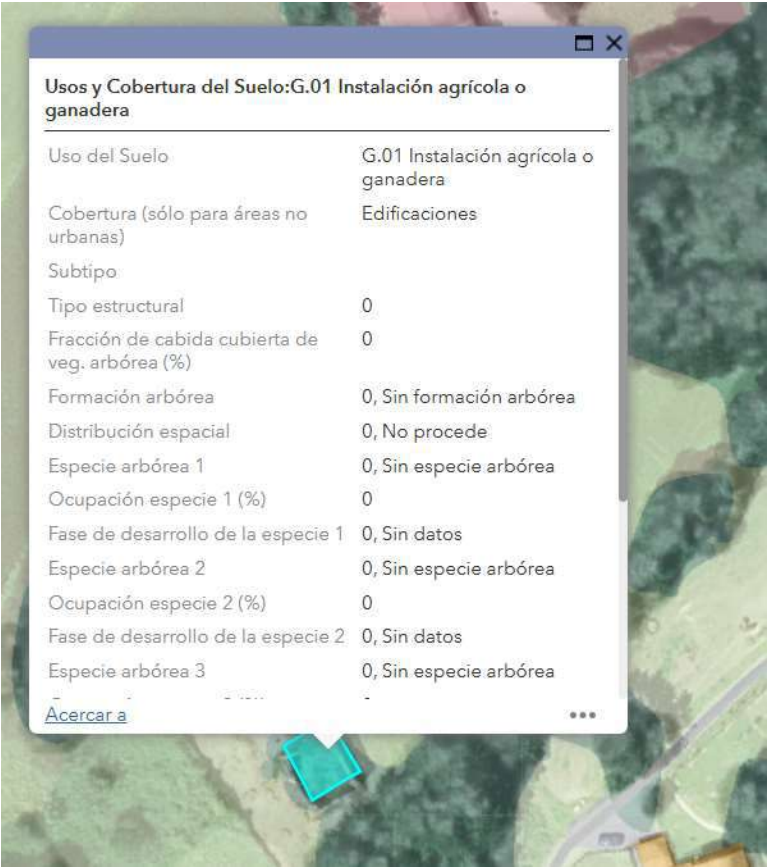 Usos y Cobertura del Suelo:G.01 Instalación agrícola o
ganadera
Uso del Suelo G.01 Instalación agrícola o
ganadera
Cobertura (sólo para áreas no Edificaciones
urbanas)
Subtipo
Tipo estructural 0
Fracción de cabida cubierta de 0
veg. arbórea (%)
Formación arbórea 0, Sin formación arbórea
Distribución espacial 0, No procede
Especie arbórea 1 0, Sin especie arbórea
Ocupación especie 1 (%) 0
Fase de desarrollo de la especie 1 0, Sin datos
Especie arbórea 2 0, Sin especie arbórea
Ocupación especie 2 (%) 0
Fase de desarrollo de la especie 2 0, Sin datos
Especie arbórea 3 0, Sin especie arbórea
Acercar a